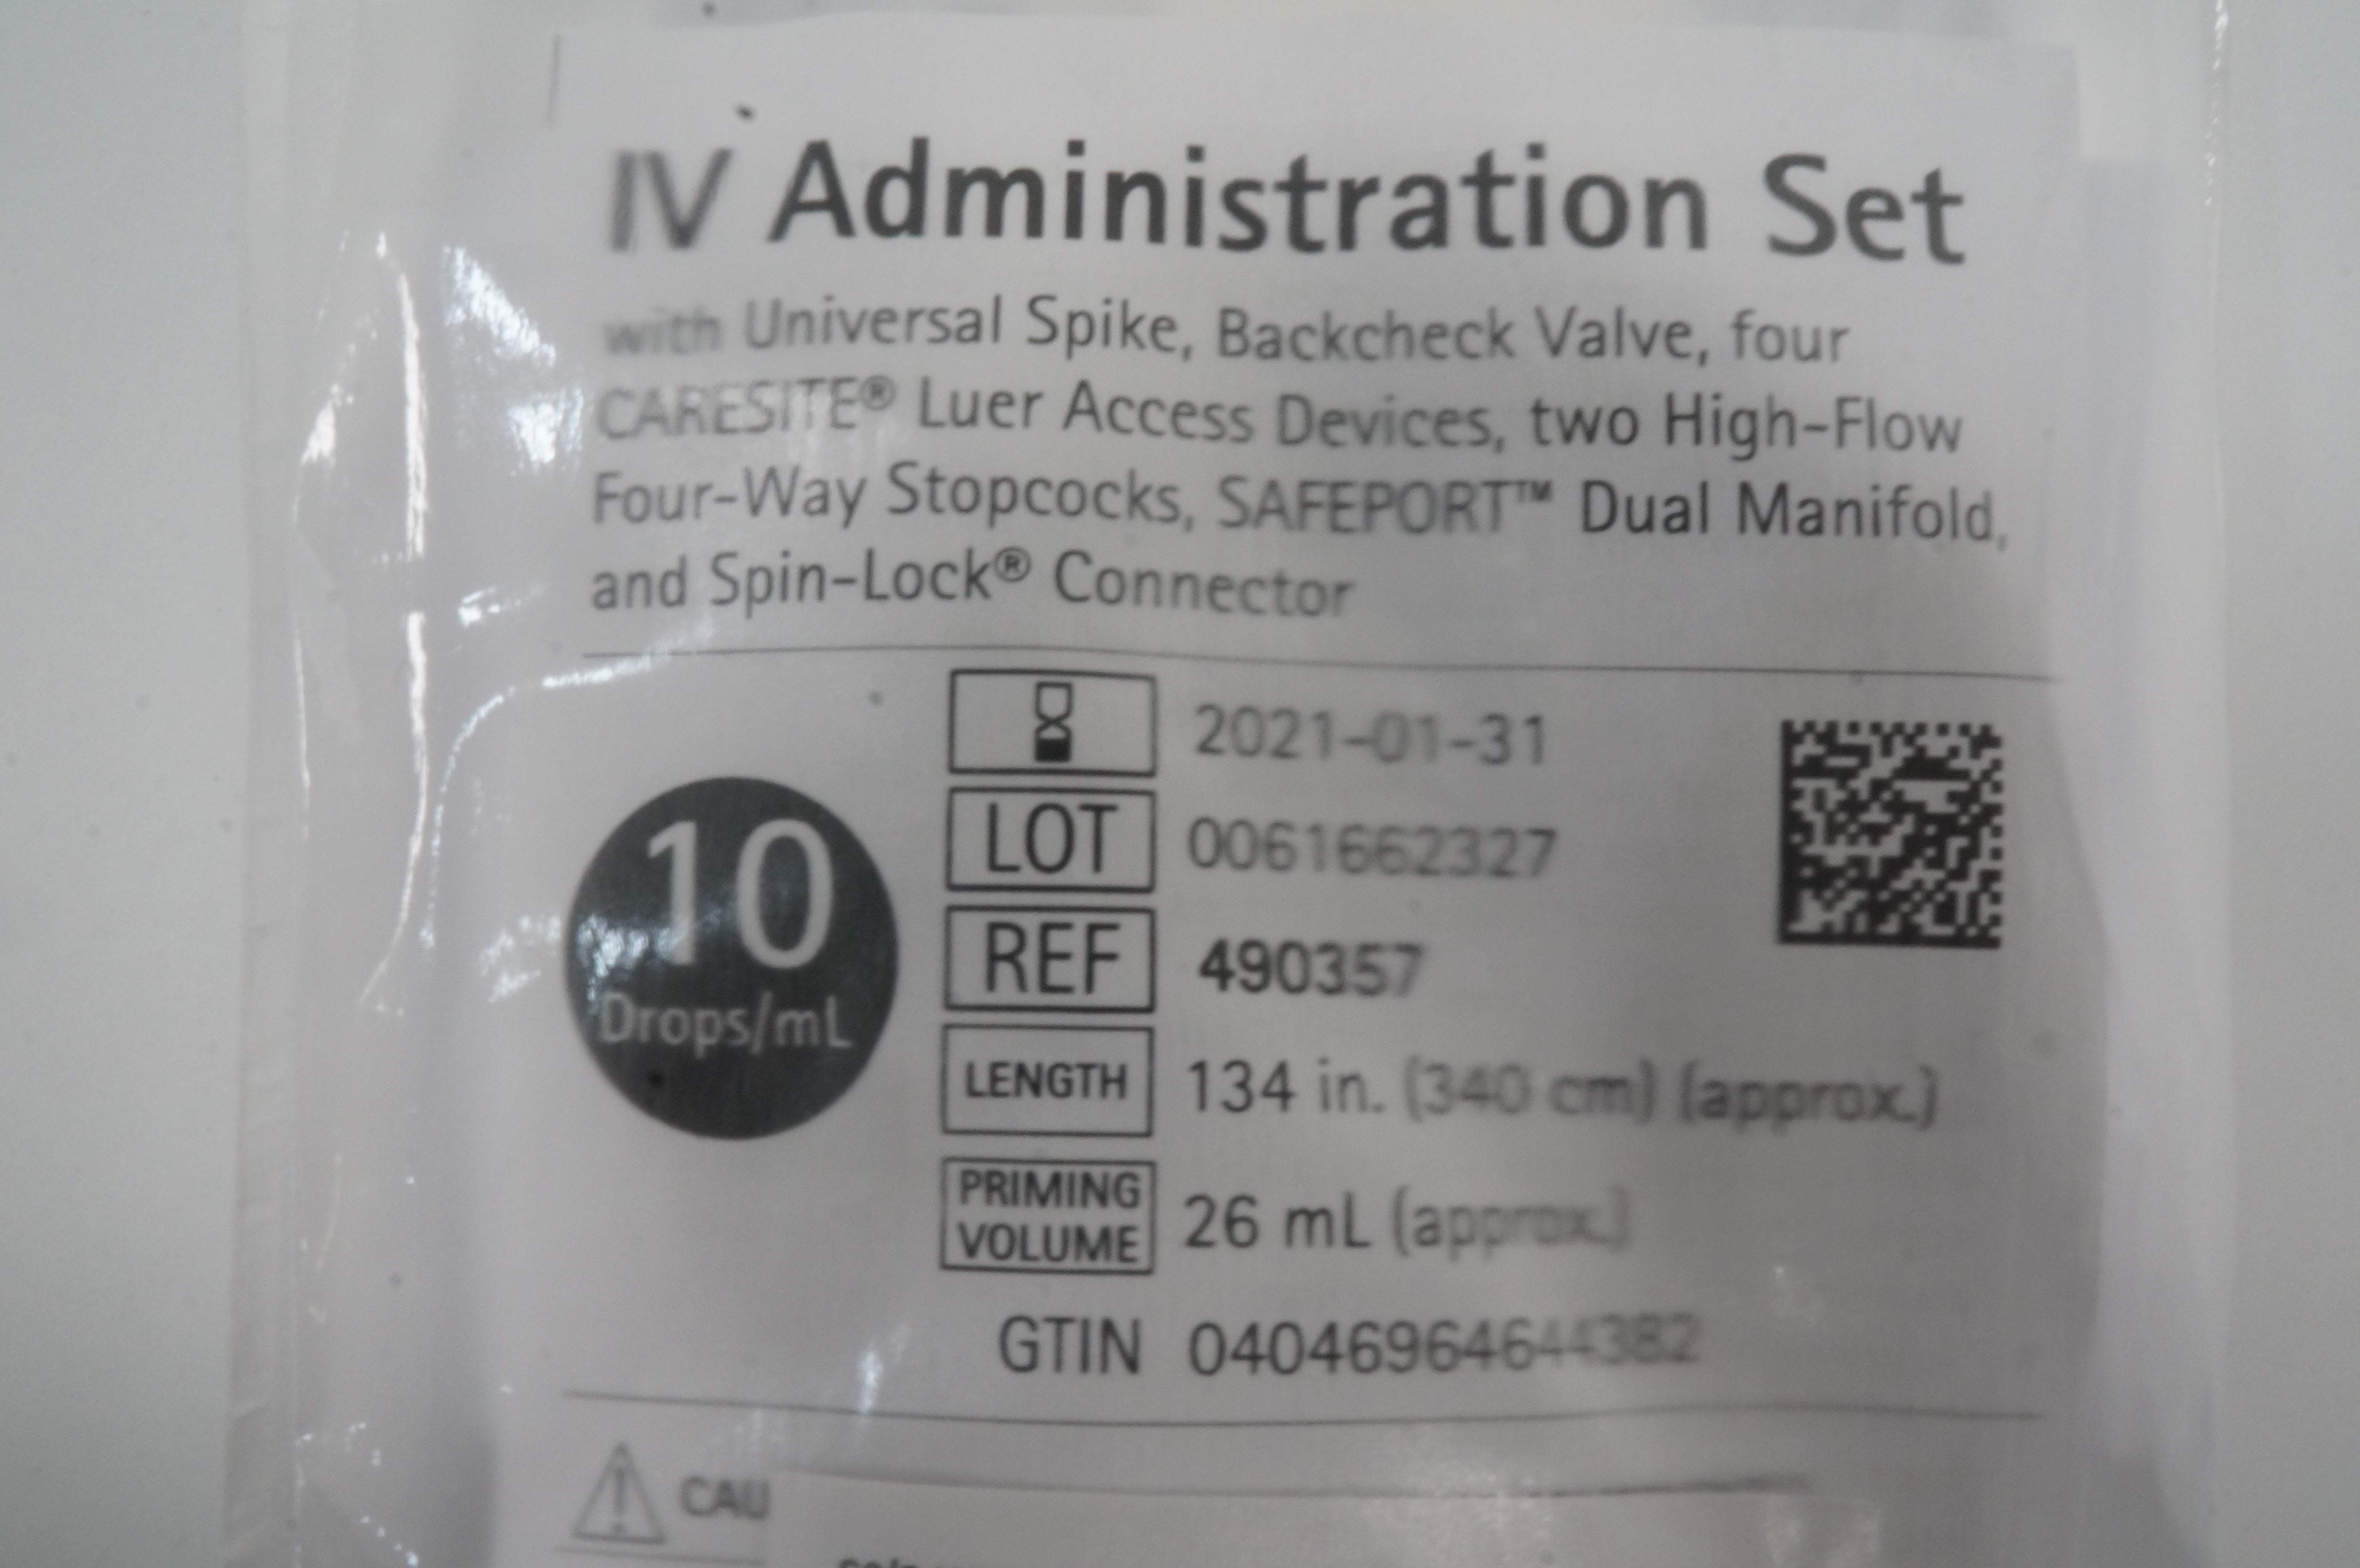 IV Administration Set
with Universal Spike, Backcheck Valve, four
CARESITE® Luer Access Devices, two High-Flow
Four-Way Stopcocks, SAFEPORT™ Dual Manifold,
and Spin-Lock® Connector
2021-01-31
LOT 0061662327
10
Drops/mL
REF 490357
LENGTH 134 in. (340 cm) (approx.)
PRIMING
VOLUME 26 mL (approx.)
GTIN 04046964644382
CAU